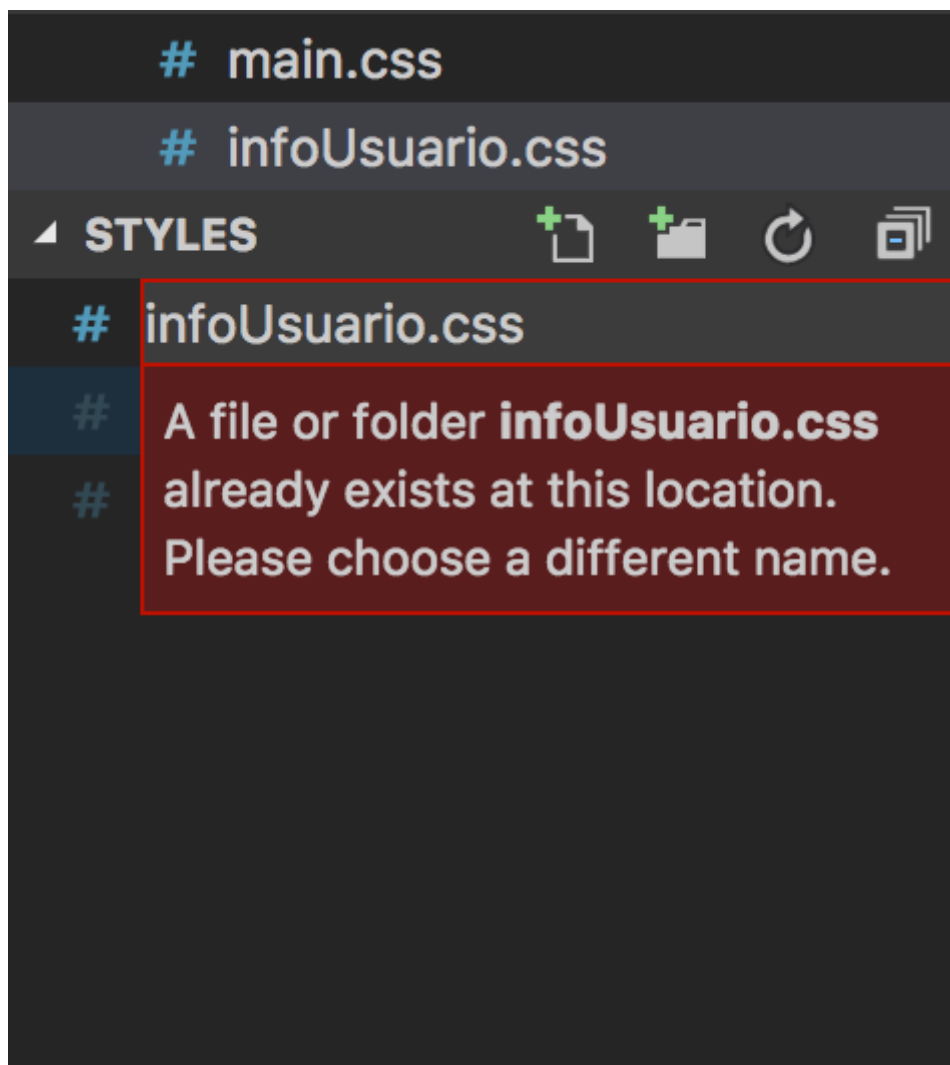 # main.css
# infoUsuario.css
STYLES
# infoUsuario.css
# A file or folder infoUsuario.css
already exists at this location.
# Please choose a different name.